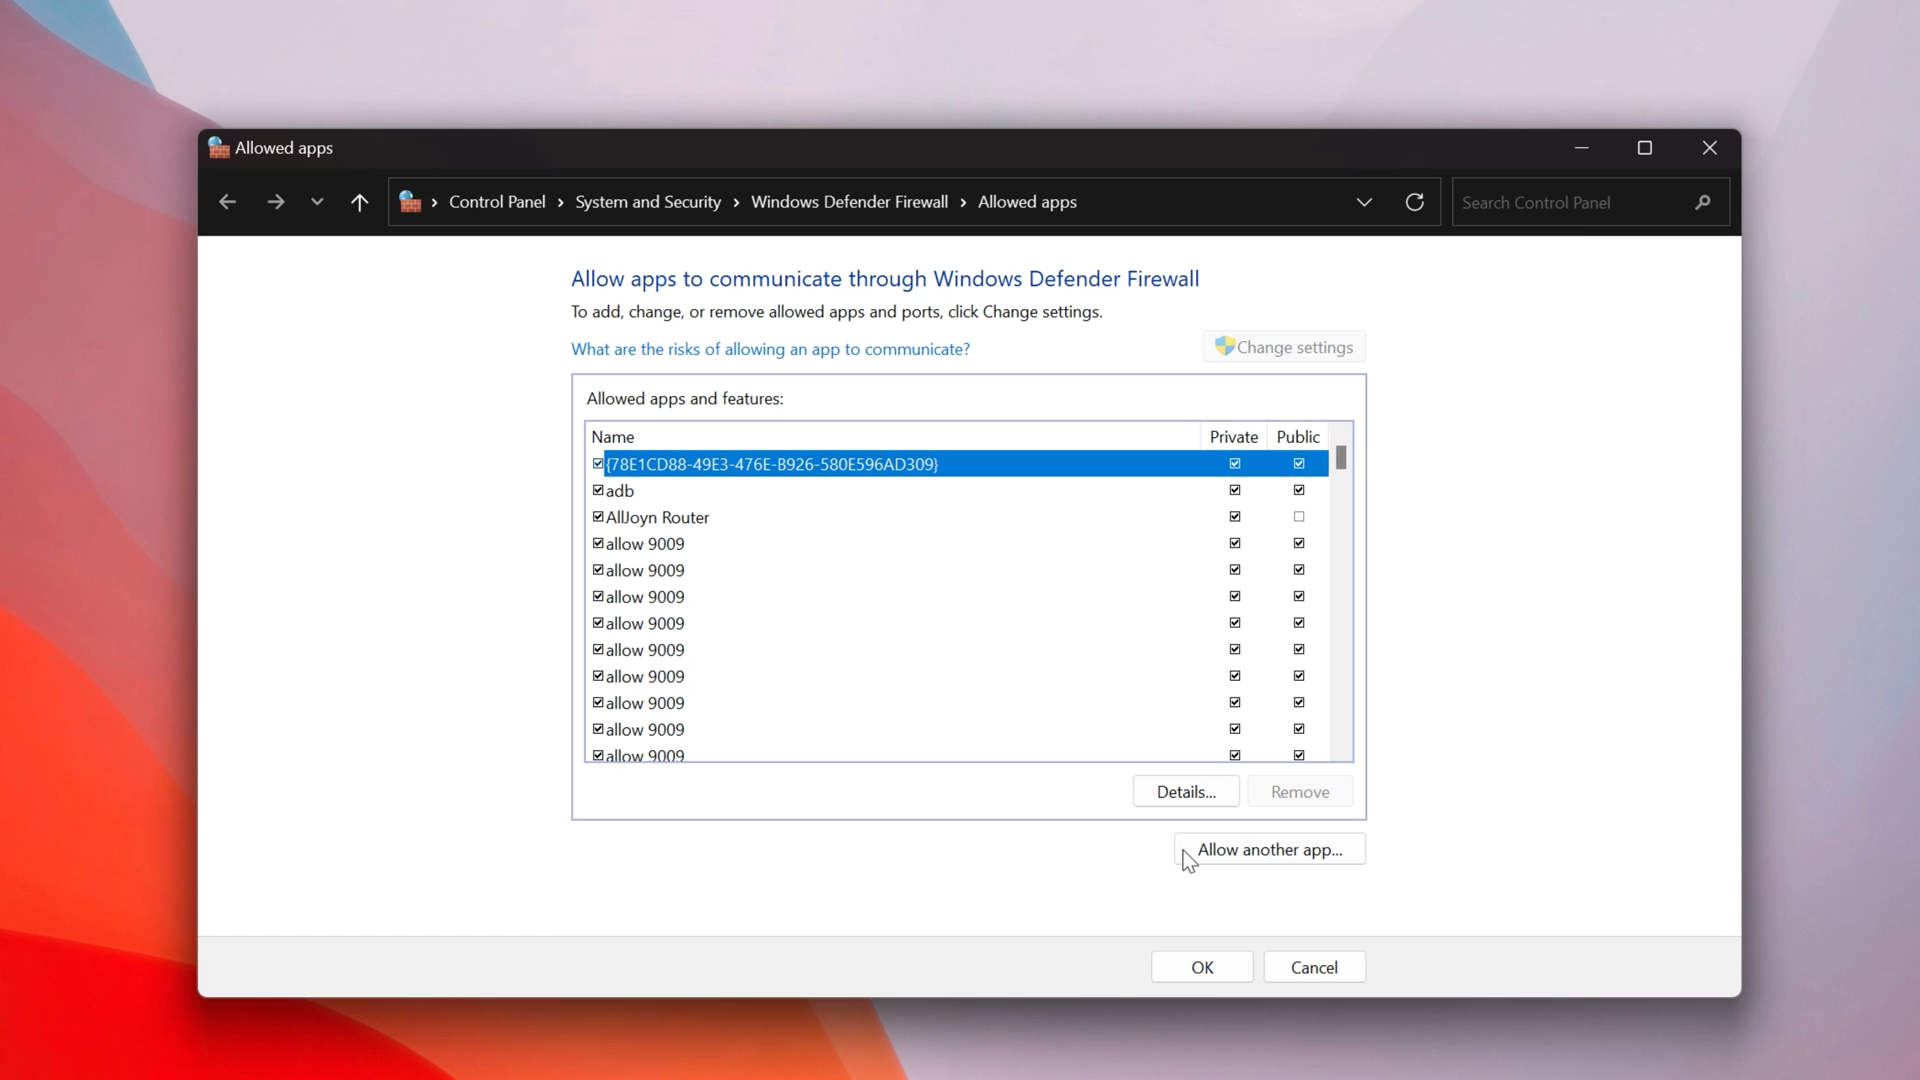 Allowed apps
Control Panel › System and Security › Windows Defender Firewall › Allowed apps
Search Control Panel
Allow apps to communicate through Windows Defender Firewall
To add, change, or remove allowed apps and ports, click Change settings.
What are the risks of allowing an app to communicate?
Change settings
Allowed apps and features:
Name Private Public
{78E1CD88-49E3-476E-B926-580E596AD309}
adb
AllJoyn Router
allow 9009
allow 9009
allow 9009
allow 9009
allow 9009
allow 9009
allow 9009
allow 9009
allow 9009
Details... Remove
Allow another app...
OK Cancel